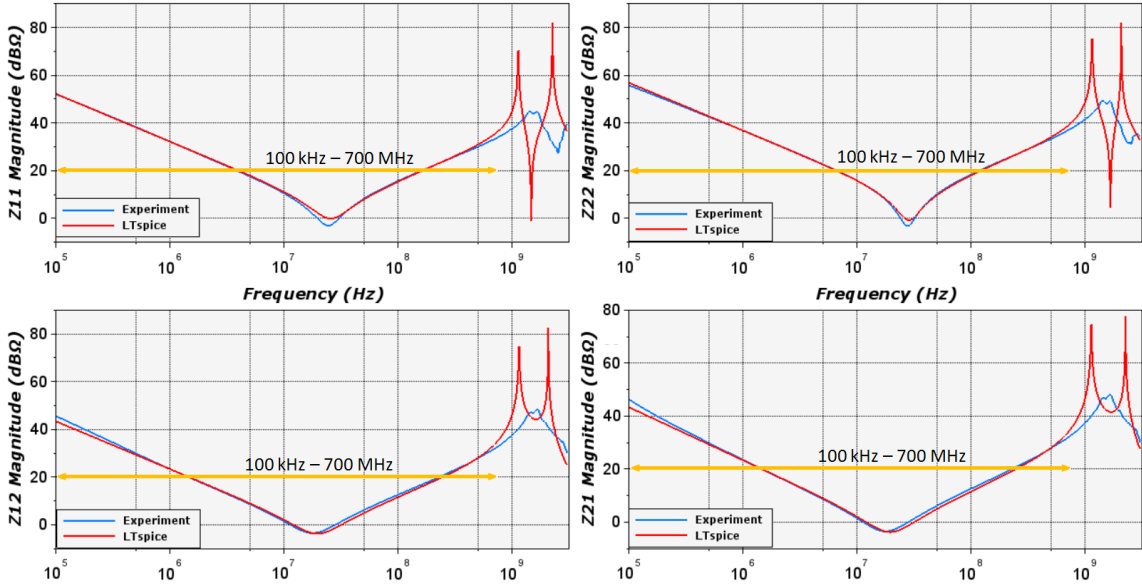 Z11 Magnitude (dBΩ)
80
60
40
20
0
100 kHz – 700 MHz
Experiment
LTspice
10^5 10^6 10^7 10^8 10^9
Frequency (Hz)
Z22 Magnitude (dBΩ)
80
60
40
20
0
100 kHz – 700 MHz
Experiment
LTspice
10^5 10^6 10^7 10^8 10^9
Frequency (Hz)
Z12 Magnitude (dBΩ)
80
60
40
20
0
100 kHz – 700 MHz
Experiment
LTspice
10^5 10^6 10^7 10^8 10^9
Z21 Magnitude (dBΩ)
80
60
40
20
0
100 kHz – 700 MHz
Experiment
LTspice
10^5 10^6 10^7 10^8 10^9